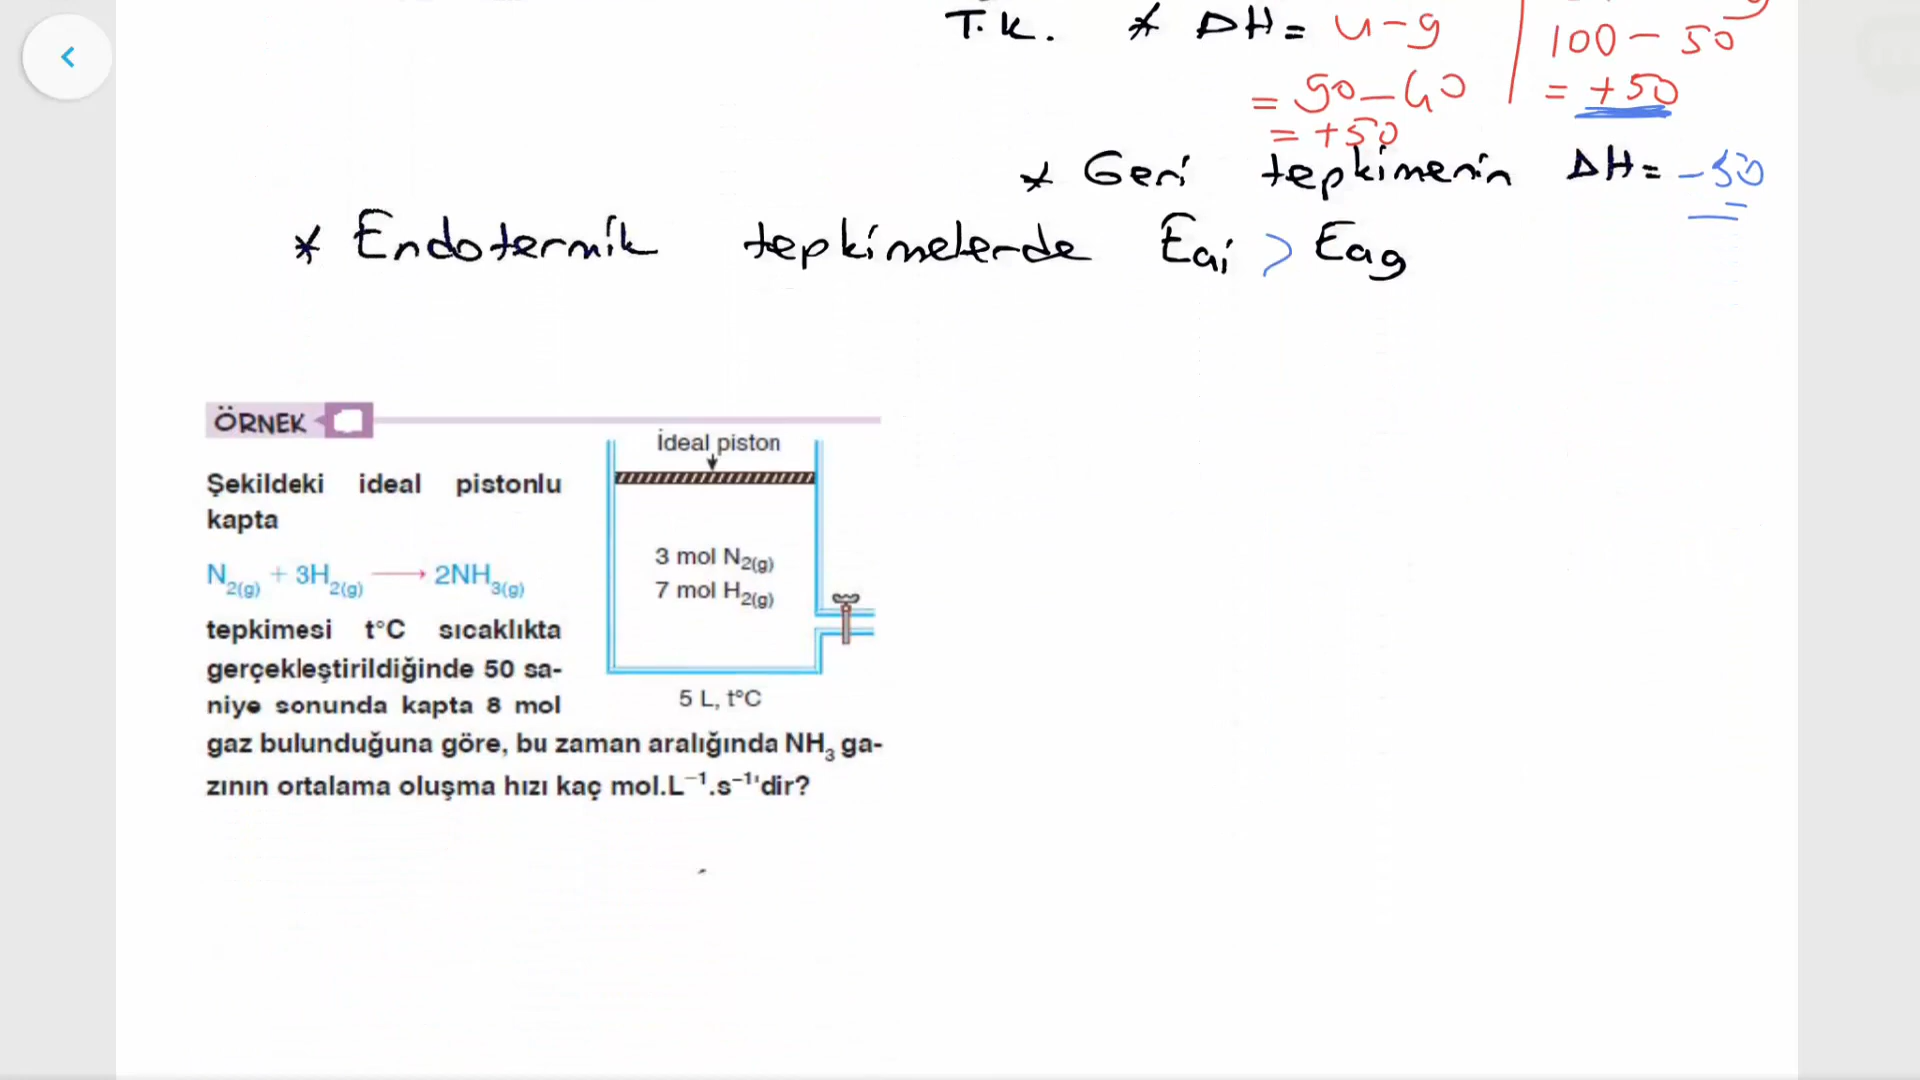 T.k. * ΔH = u-g
100 - 50
= 90-40
= +50
= +50
* Geri tepkimenin ΔH = -50
* Endotermik tepkimelerde Eai > Eag
ÖRNEK
Şekildeki ideal pistonlu
kapta
N2(g) + 3H2(g) → 2NH3(g)
tepkimesi t°C sıcaklıkta
gerçekleştirildiğinde 50 sa-
niye sonunda kapta 8 mol
gaz bulunduğuna göre, bu zaman aralığında NH3 ga-
zının ortalama oluşma hızı kaç mol.L⁻¹.s⁻¹'dir?
İdeal piston
3 mol N2(g)
7 mol H2(g)
5 L, t°C